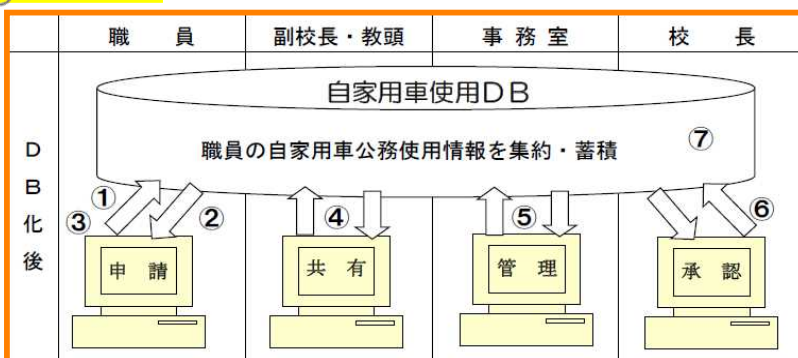 職員 副校長・教頭 事務室 校長
自家用車使用DB
職員の自家用車公務使用情報を集約・蓄積 ⑦
DB化後
① ③ ② ④ ⑤ ⑥
申請 共有 管理 承認